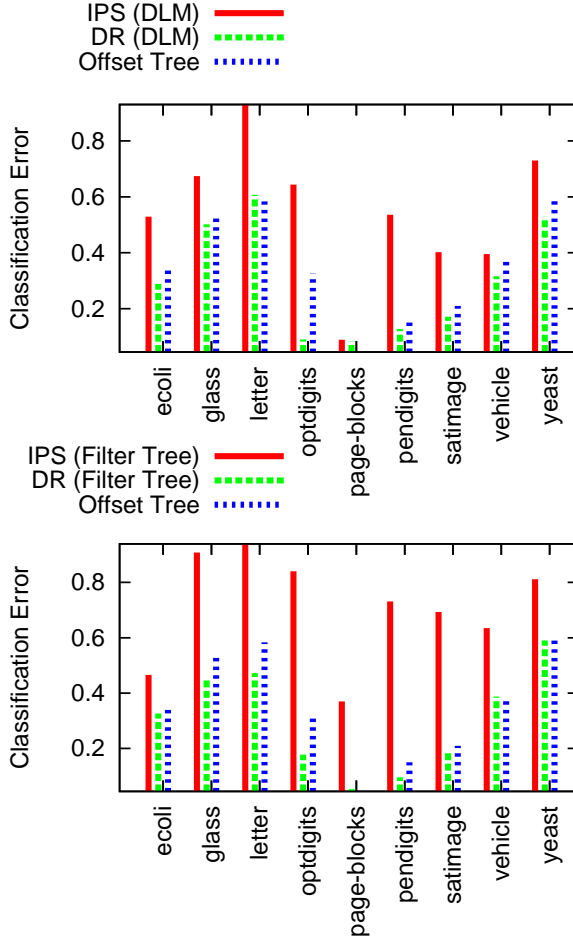 IPS (DLM)
DR (DLM)
Offset Tree
Classification Error
0.8
0.6
0.4
0.2
ecoli
glass
letter
optdigits
page-blocks
pendigits
satimage
vehicle
yeast
IPS (Filter Tree)
DR (Filter Tree)
Offset Tree
Classification Error
0.8
0.6
0.4
0.2
ecoli
glass
letter
optdigits
page-blocks
pendigits
satimage
vehicle
yeast